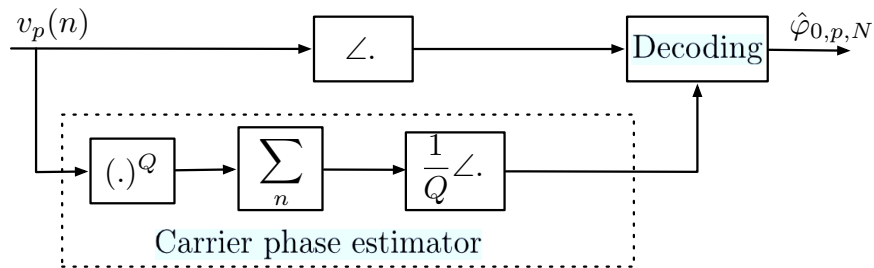 v_p(n)
∠.
Decoding
φ̂_{0,p,N}
(.)^Q
∑_n
1/Q ∠.
Carrier phase estimator